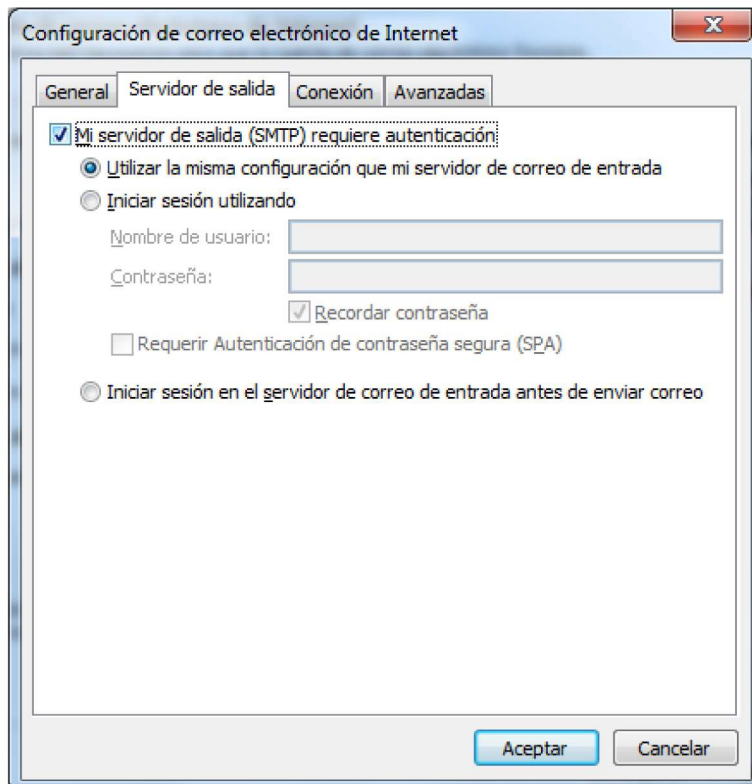 Configuración de correo electrónico de Internet
General Servidor de salida Conexión Avanzadas
Mi servidor de salida (SMTP) requiere autenticación
Utilizar la misma configuración que mi servidor de correo de entrada
Iniciar sesión utilizando
Nombre de usuario:
Contraseña:
Recordar contraseña
Requerir Autenticación de contraseña segura (SPA)
Iniciar sesión en el servidor de correo de entrada antes de enviar correo
Aceptar Cancelar